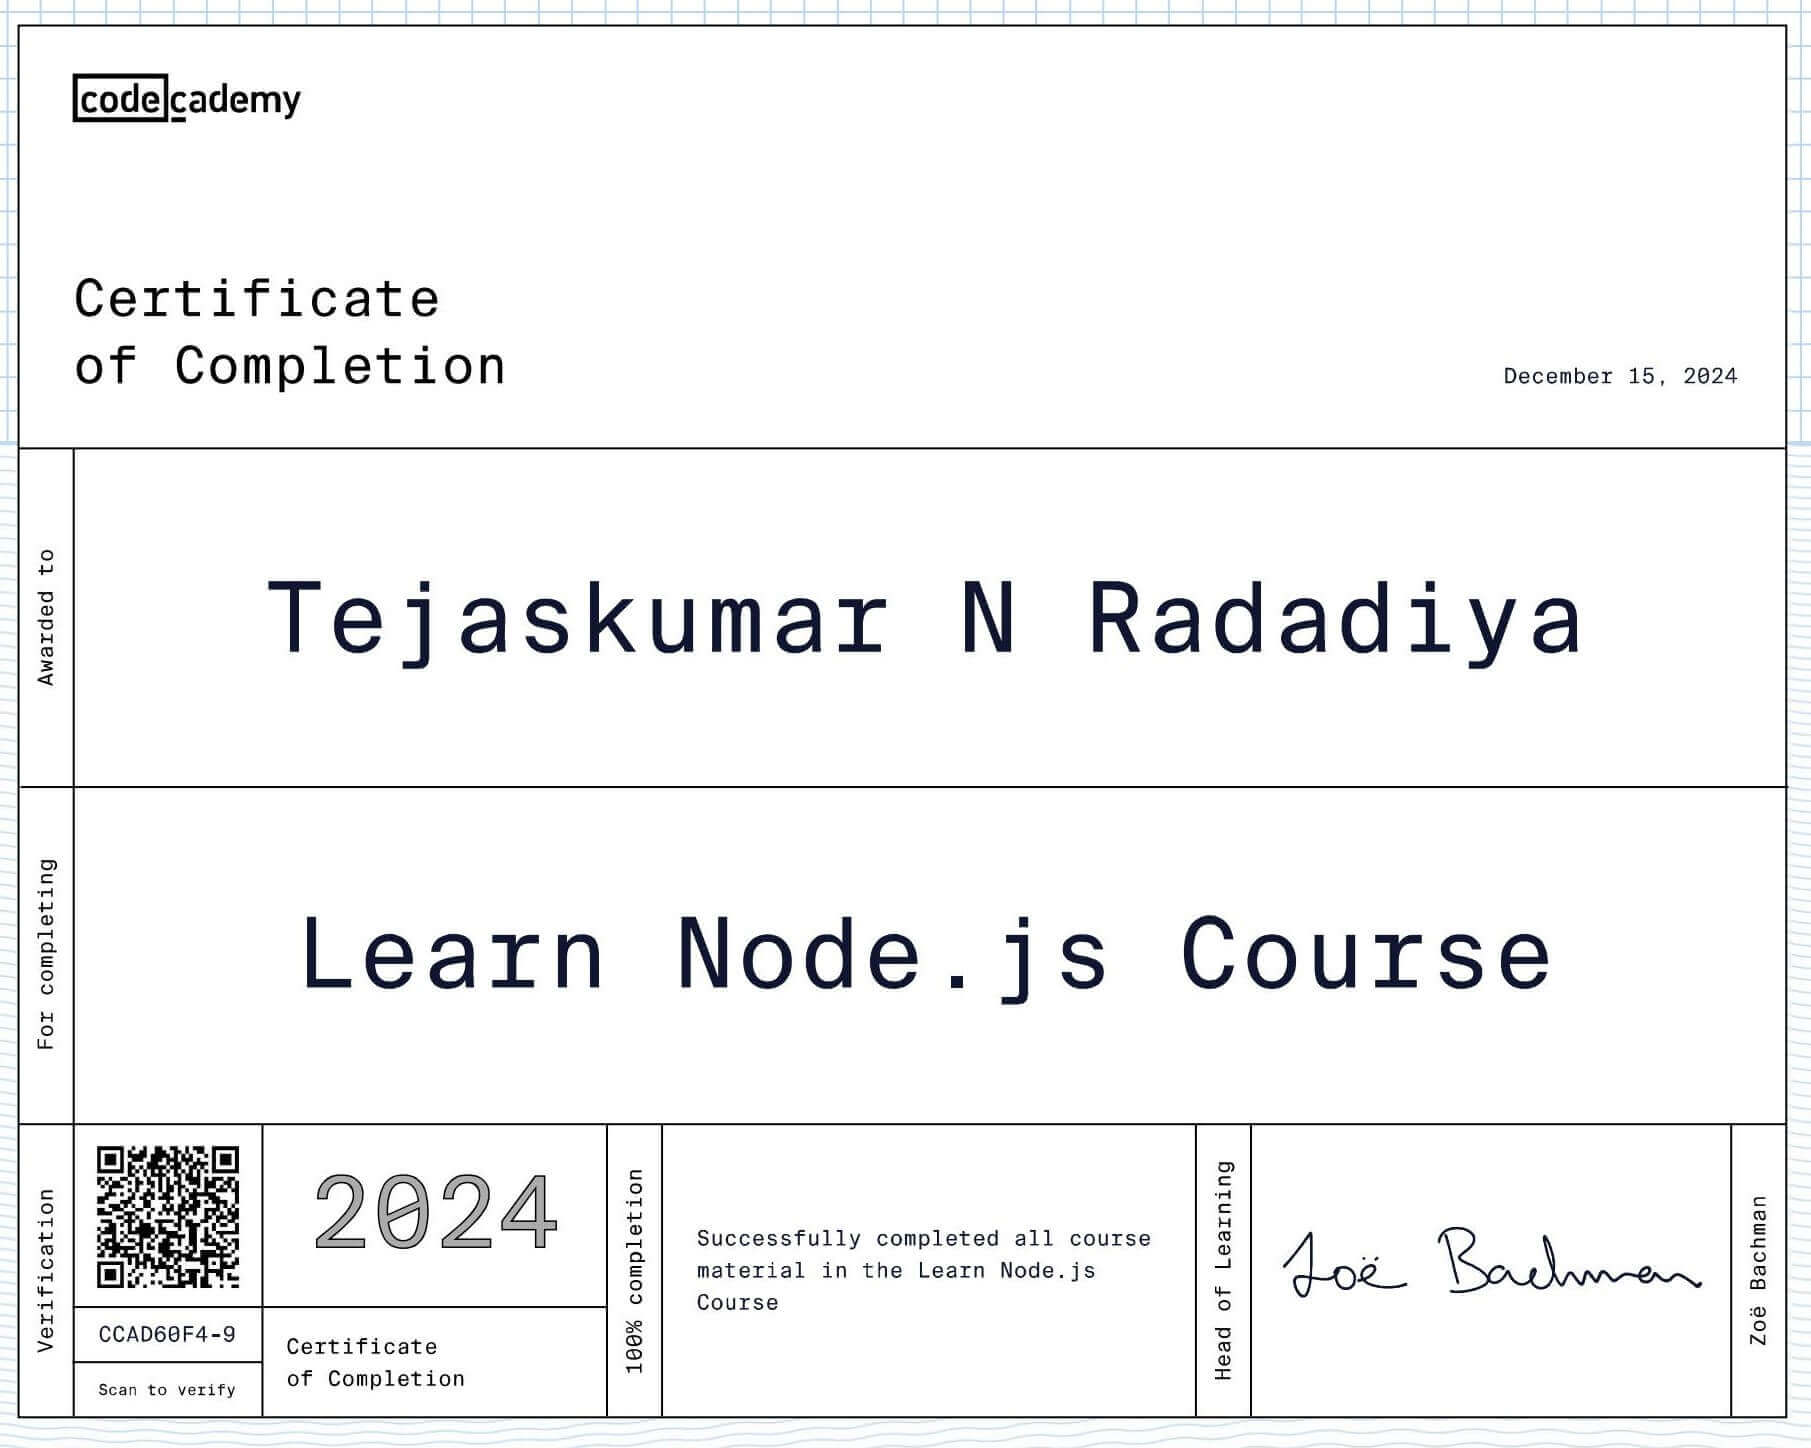 codecademy
Certificate
of Completion
December 15, 2024
Awarded to
Tejaskumar N Radadiya
For completing
Learn Node.js Course
Verification
CCAD60F4-9
Scan to verify
2024
Certificate
of Completion
100% completion
Successfully completed all course
material in the Learn Node.js
Course
Head of Learning
Zoë Bachman
Zoë Bachman